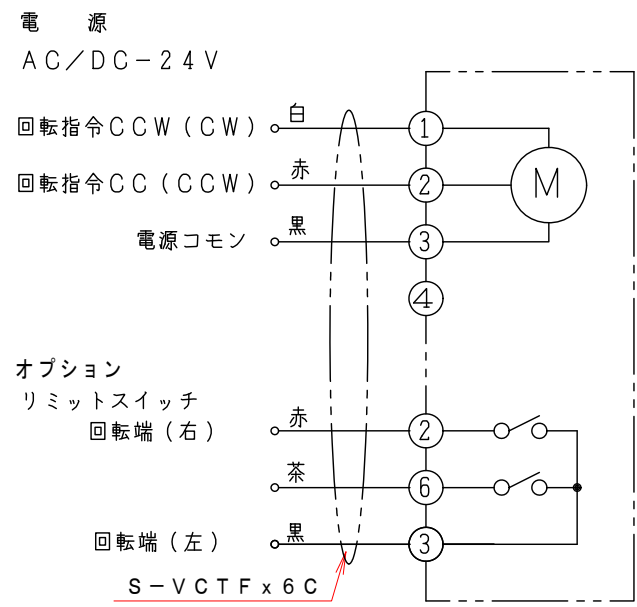 電 源
AC/DC-24V
白
回転指令CCW(CW) 1
赤
回転指令CC(CCW) 2 M
黒
電源コモン 3
4
オプション
リミットスイッチ
赤
回転端(右) 2
茶
6
黒
回転端(左) 3
S-VCTFx6C